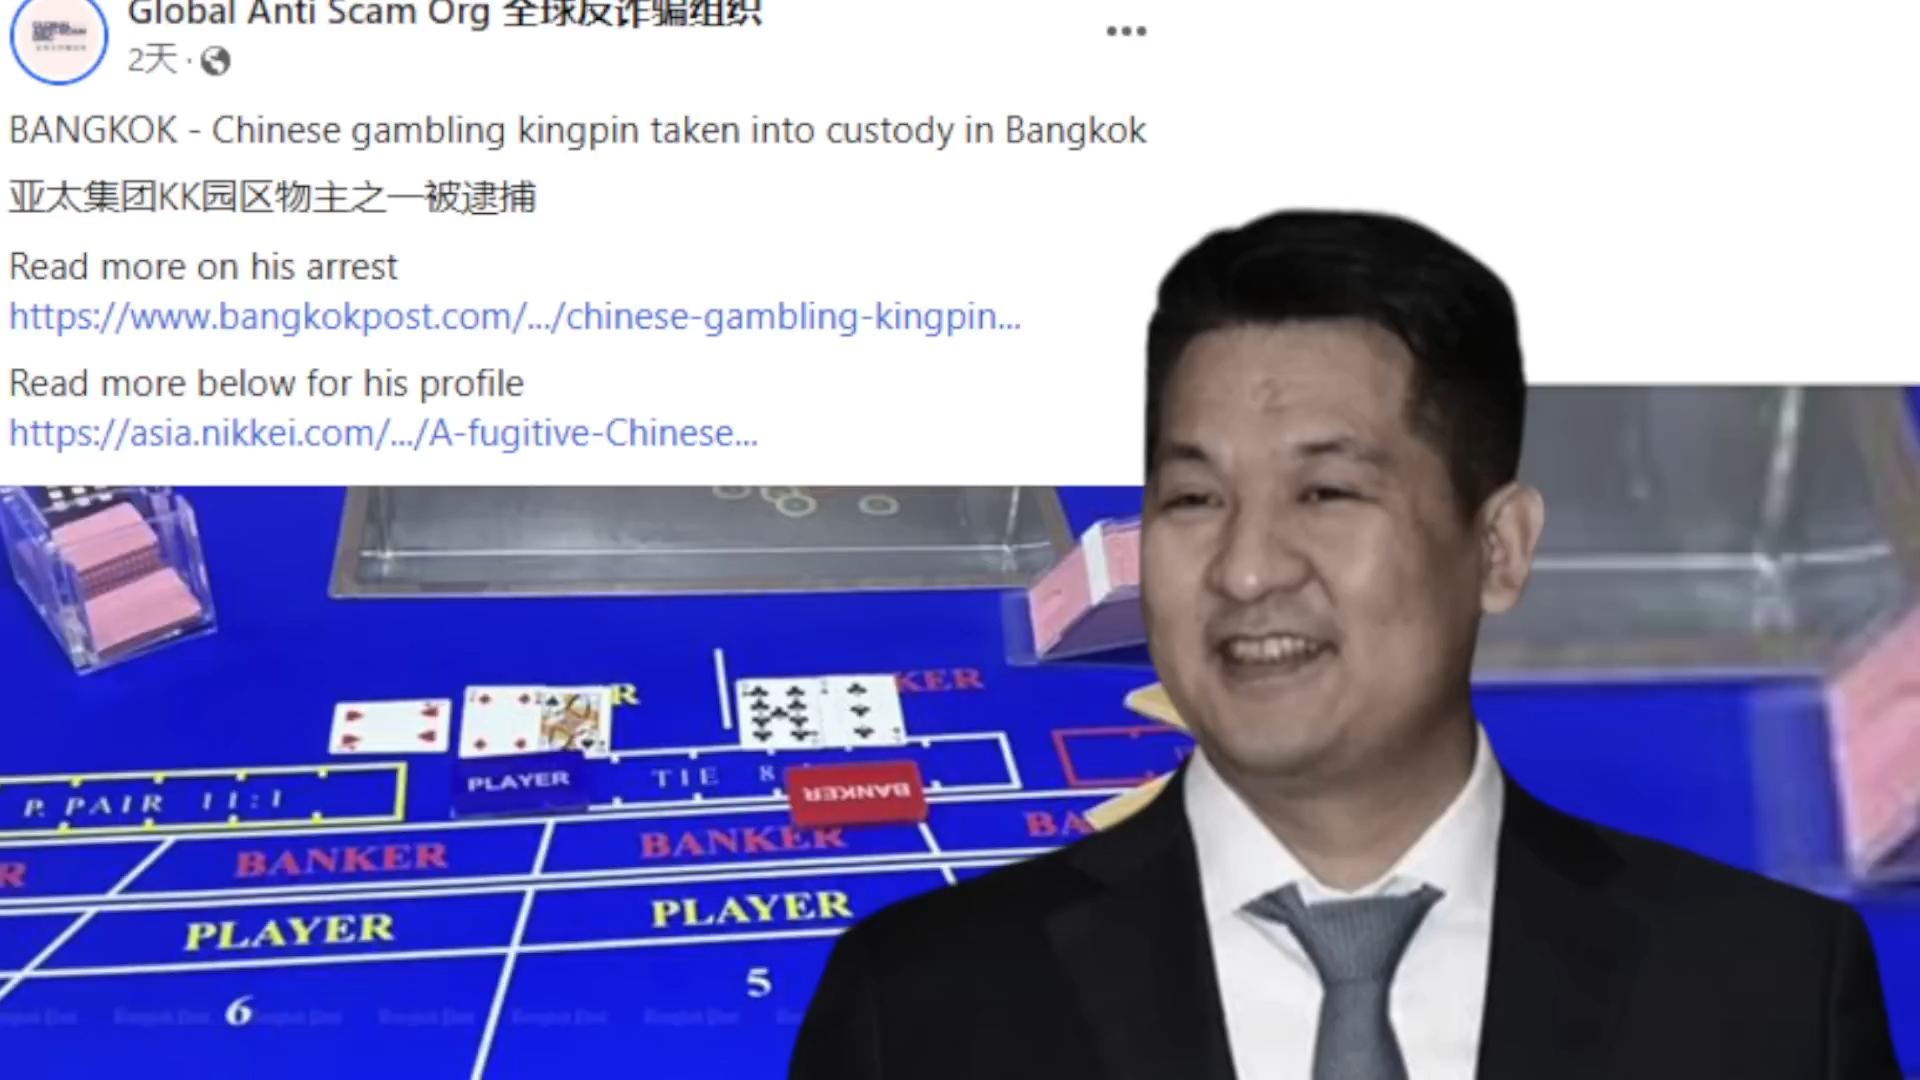 Global Anti Scam Org 全球反诈骗组织
2天
BANGKOK - Chinese gambling kingpin taken into custody in Bangkok
亚太集团KK园区物主之一被逮捕
Read more on his arrest
https://www.bangkokpost.com/.../chinese-gambling-kingpin...
Read more below for his profile
https://asia.nikkei.com/.../A-fugitive-Chinese...
R
KER
PLAYER
TIE 8
BANKER
P. PAIR 11:1
R
BANKER
BANKER
BA
PLAYER
PLAYER
6
5